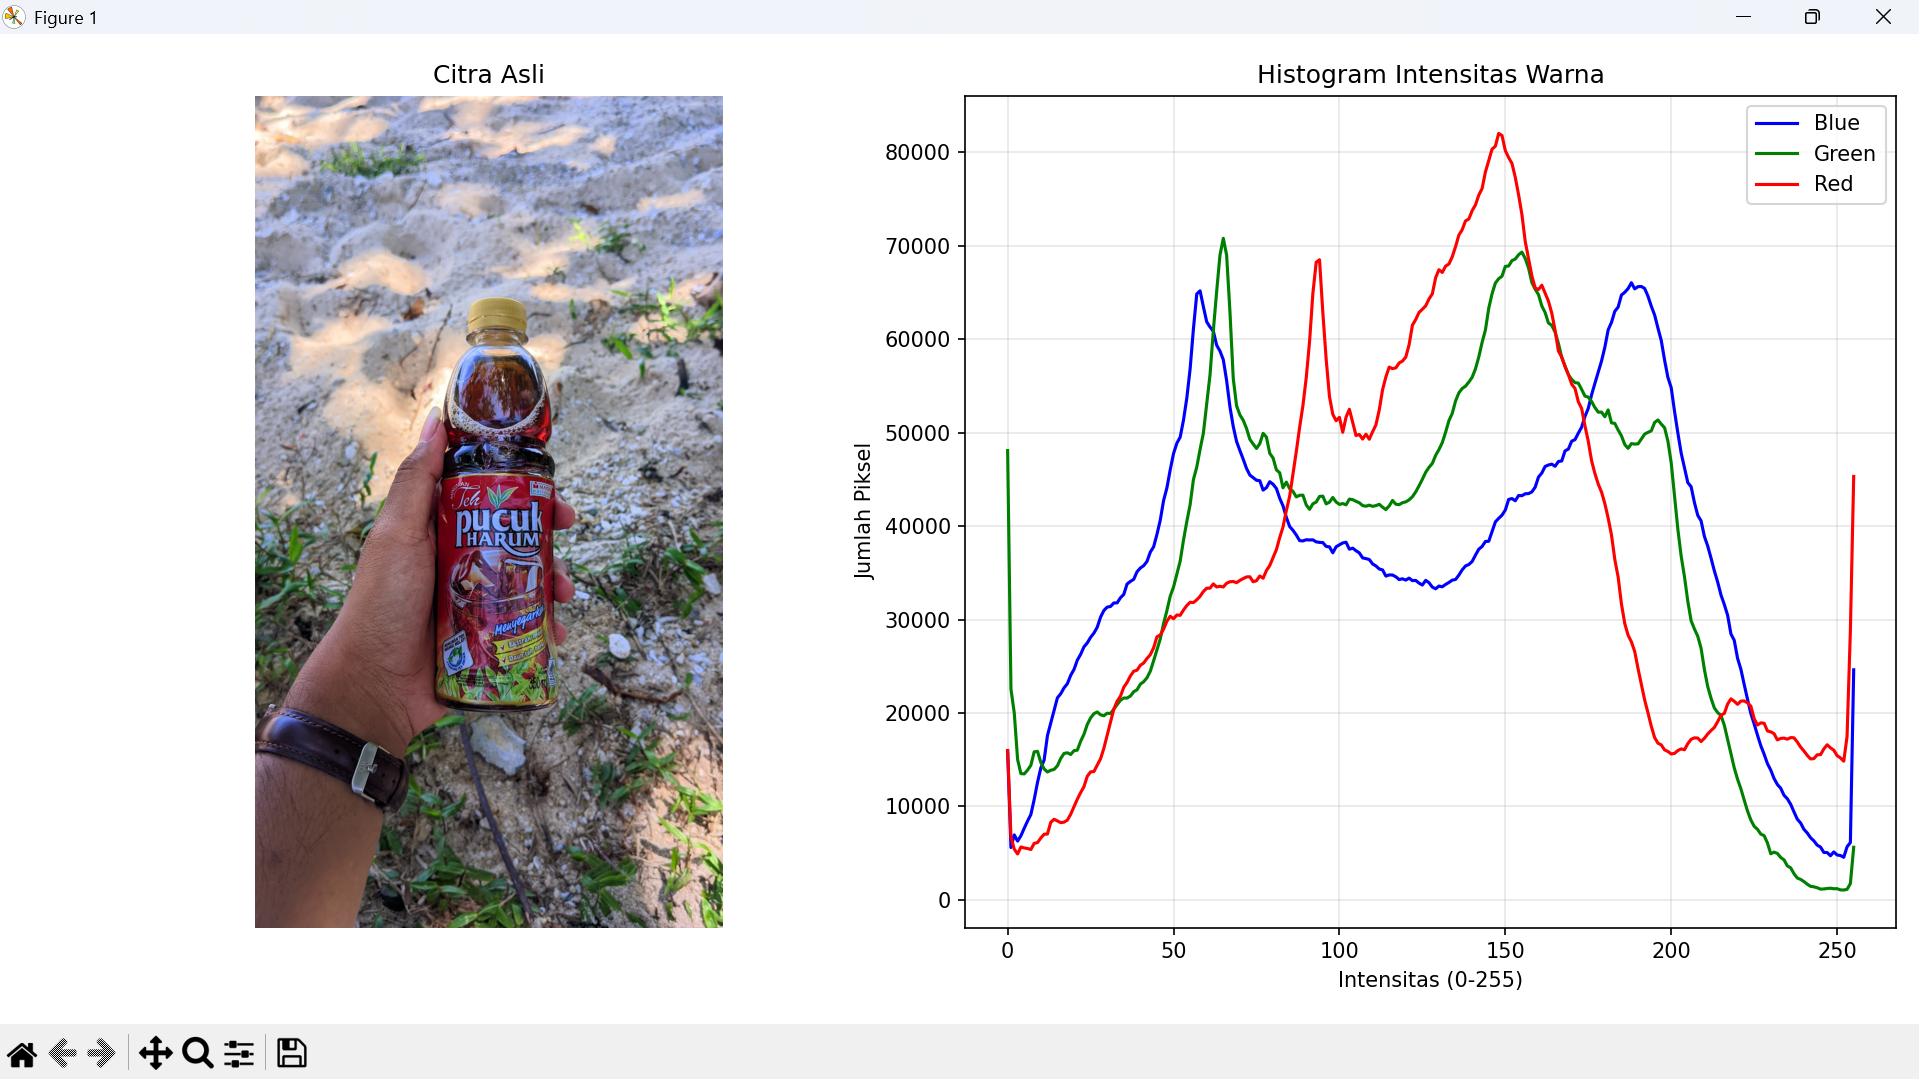 Figure 1
Citra Asli
Teh
pucuk
HARUM
Menyegarkan
Histogram Intensitas Warna
Blue
Green
Red
Jumlah Piksel
80000
70000
60000
50000
40000
30000
20000
10000
0
0 50 100 150 200 250
Intensitas (0-255)